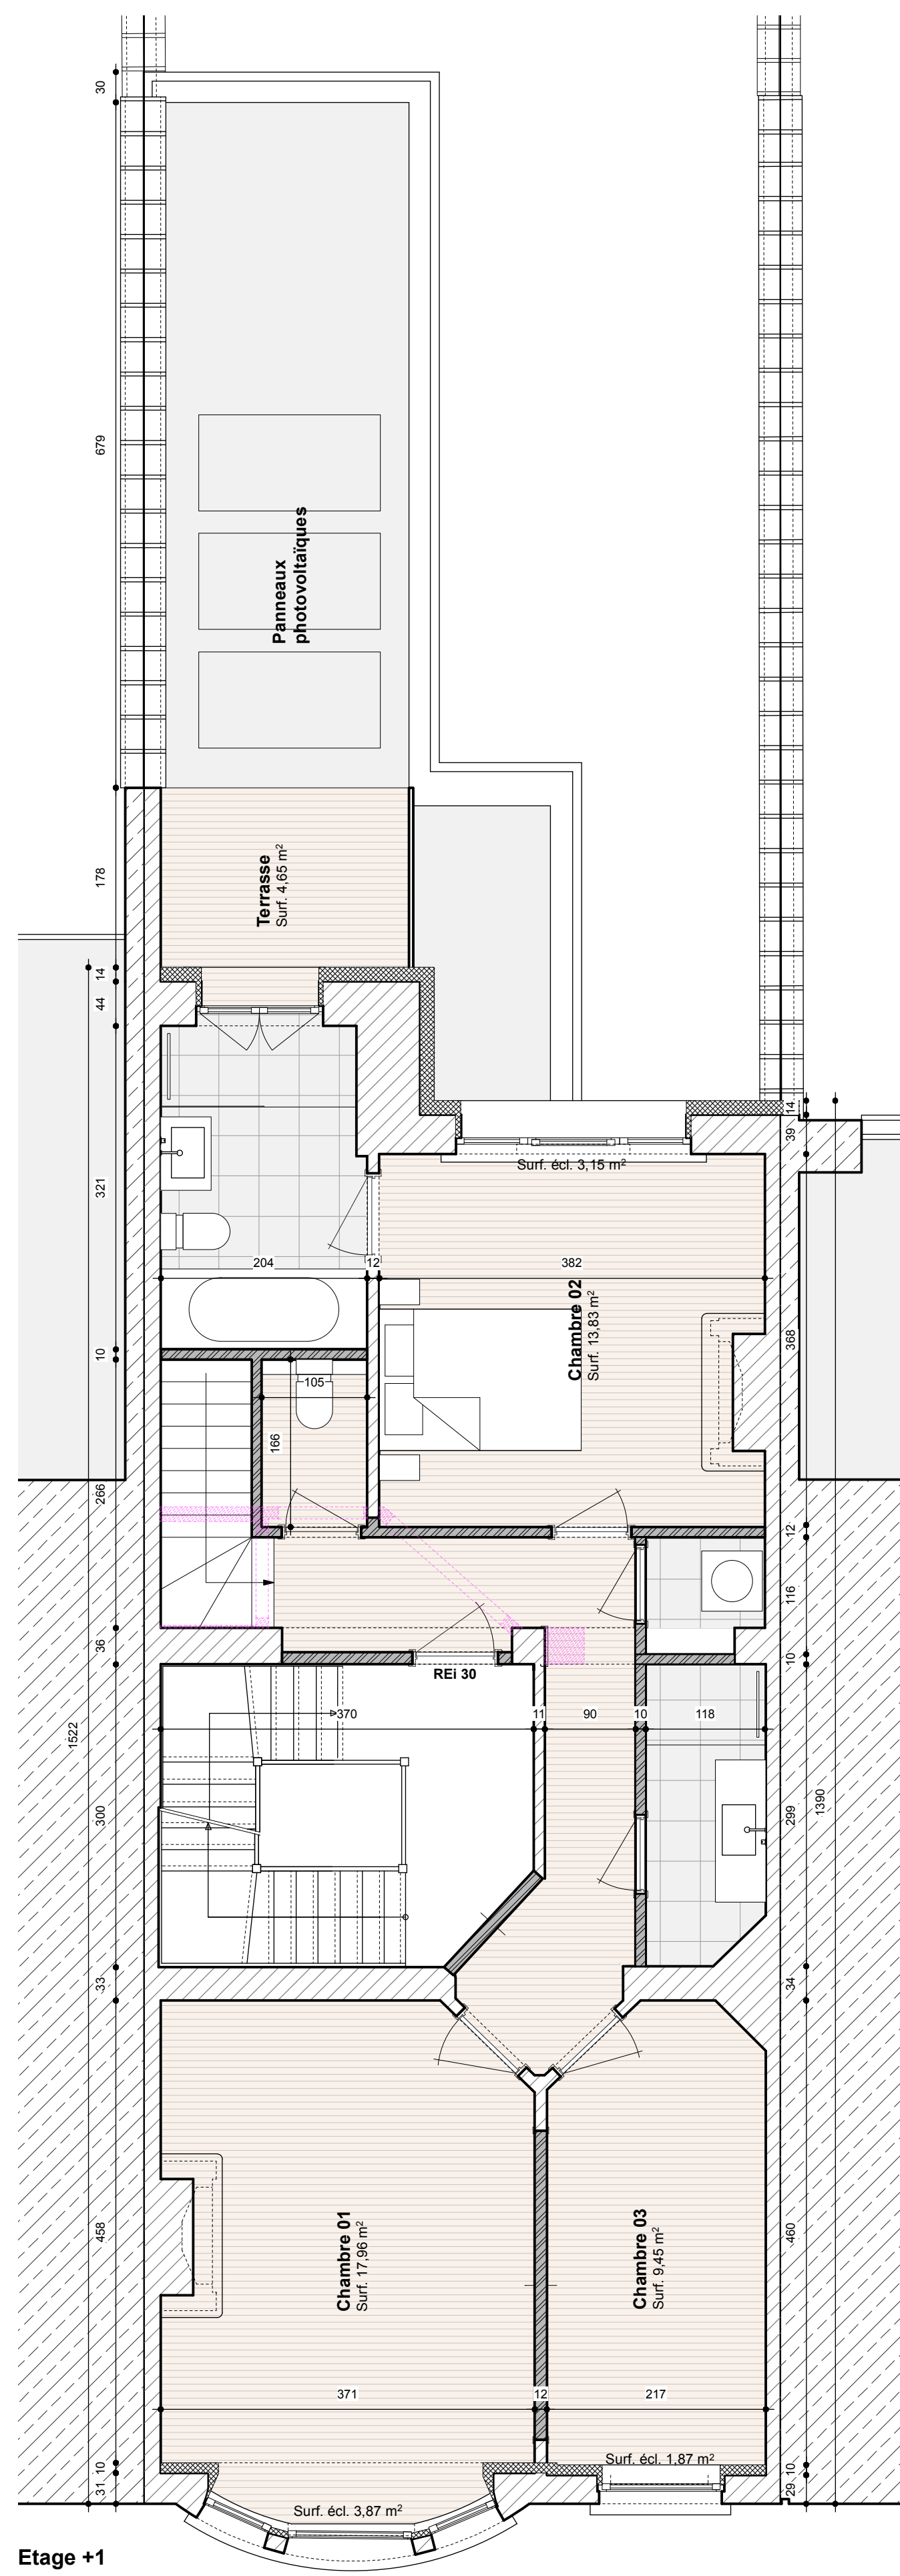 30
679
Panneaux
photovoltaïques
178
Terrasse
Surf. 4,65 m²
14
44
14
39
Surf. écl. 3,15 m²
321
204
12
382
Chambre 02
Surf. 13,83 m²
368
10
105
166
266
12
116
36
10
REi 30
370
11
90
10
118
1522
300
299
1390
33
34
458
Chambre 01
Surf. 17,96 m²
Chambre 03
Surf. 9,45 m²
460
371
12
217
Surf. écl. 1,87 m²
10
31
10
29
Surf. écl. 3,87 m²
Etage +1